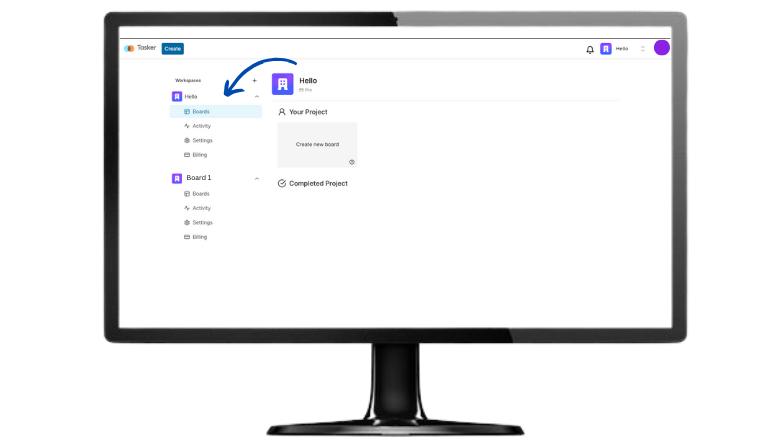 Tasker
Create
Hello
Workspaces
+
Hello
Boards
Activity
Settings
Billing
Board 1
Boards
Activity
Settings
Billing
Hello
Pro
Your Project
Create new board
Completed Project